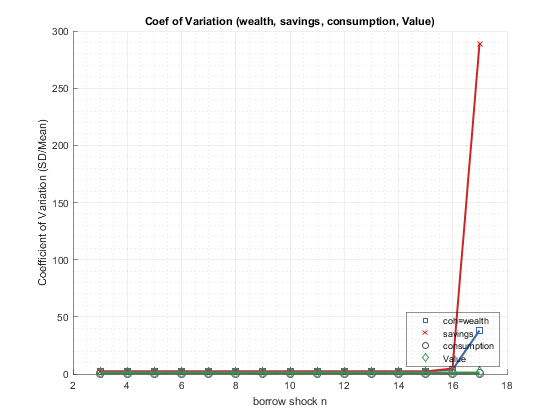 Coef of Variation (wealth, savings, consumption, Value)
Coefficient of Variation (SD/Mean)
300
250
200
150
100
50
0
2 4 6 8 10 12 14 16 18
borrow shock n
coh=wealth
savings
consumption
Value